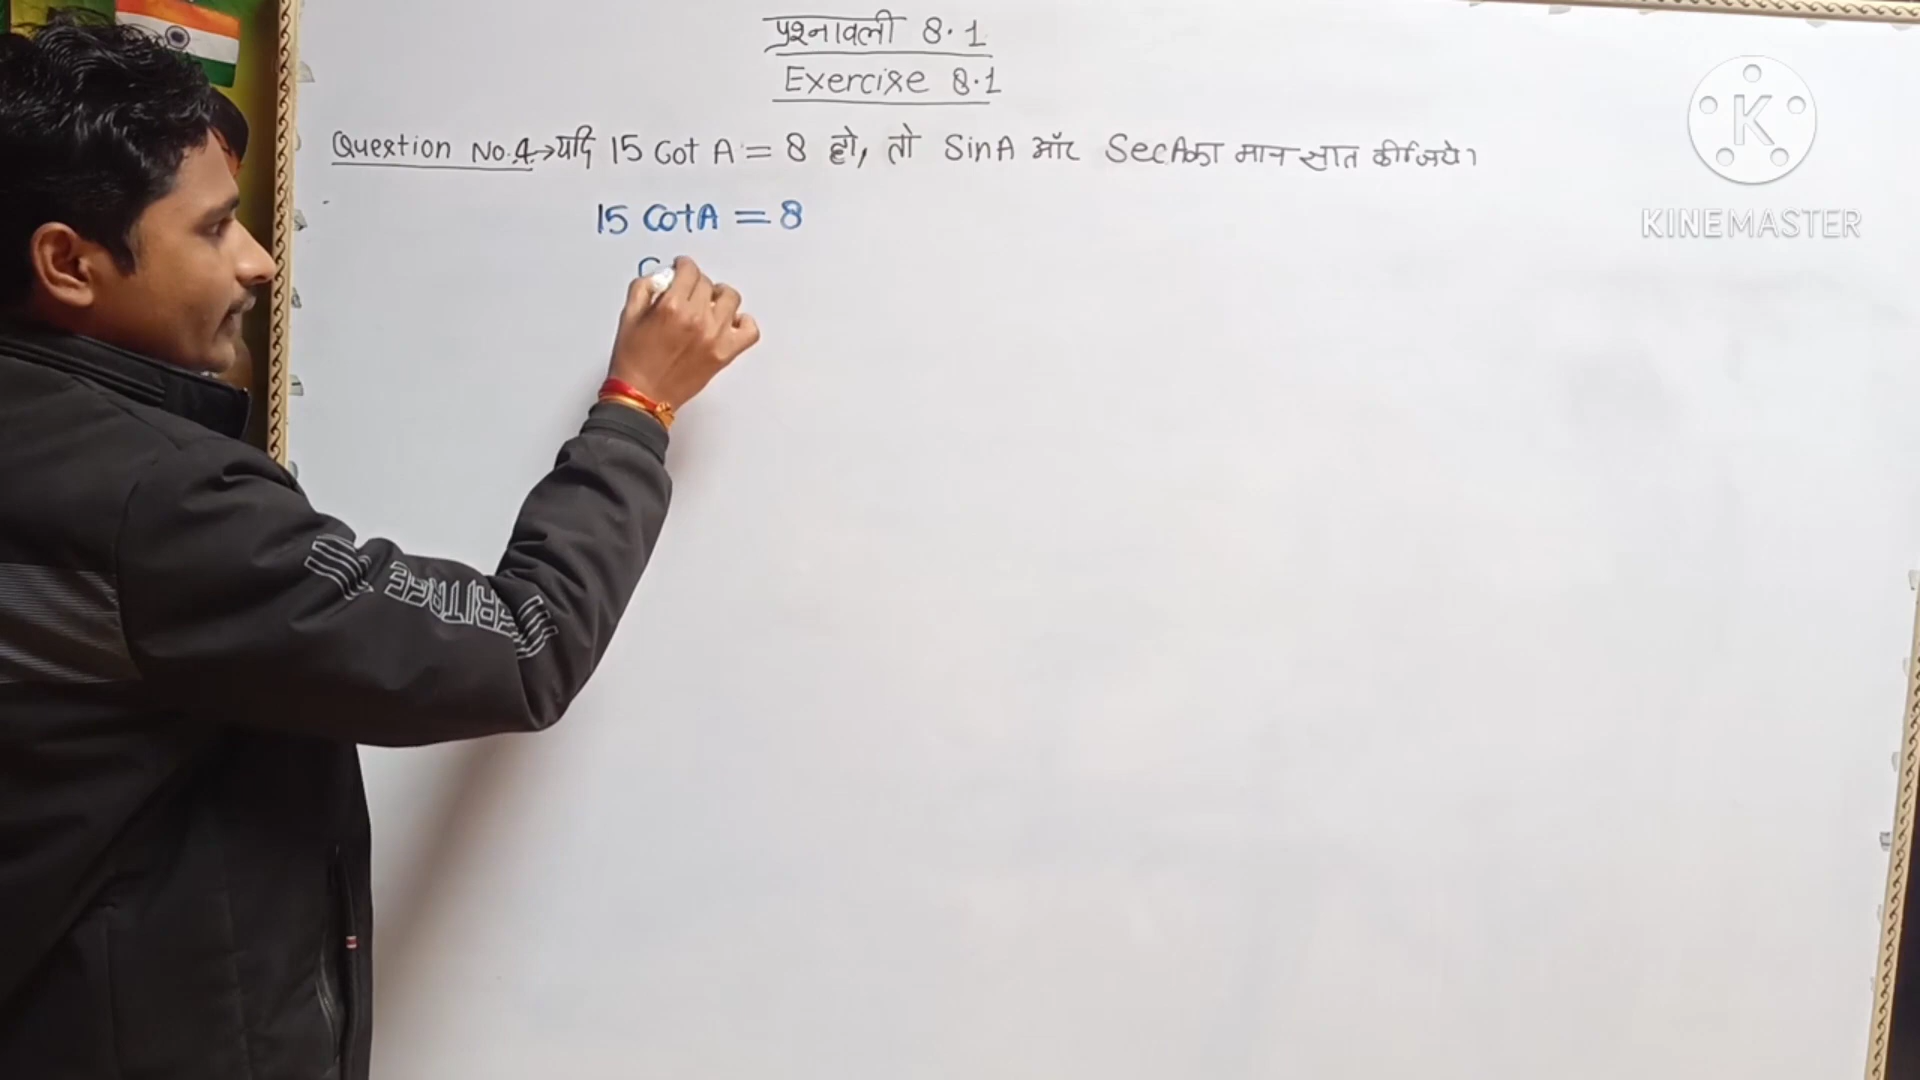 प्रश्नावली 8.1
Exercise 8.1
Question No.4→यदि 15 Cot A = 8 हो, तो SinA और SecAका मान ज्ञात कीजिये।
15 CotA = 8
C
KINEMASTER